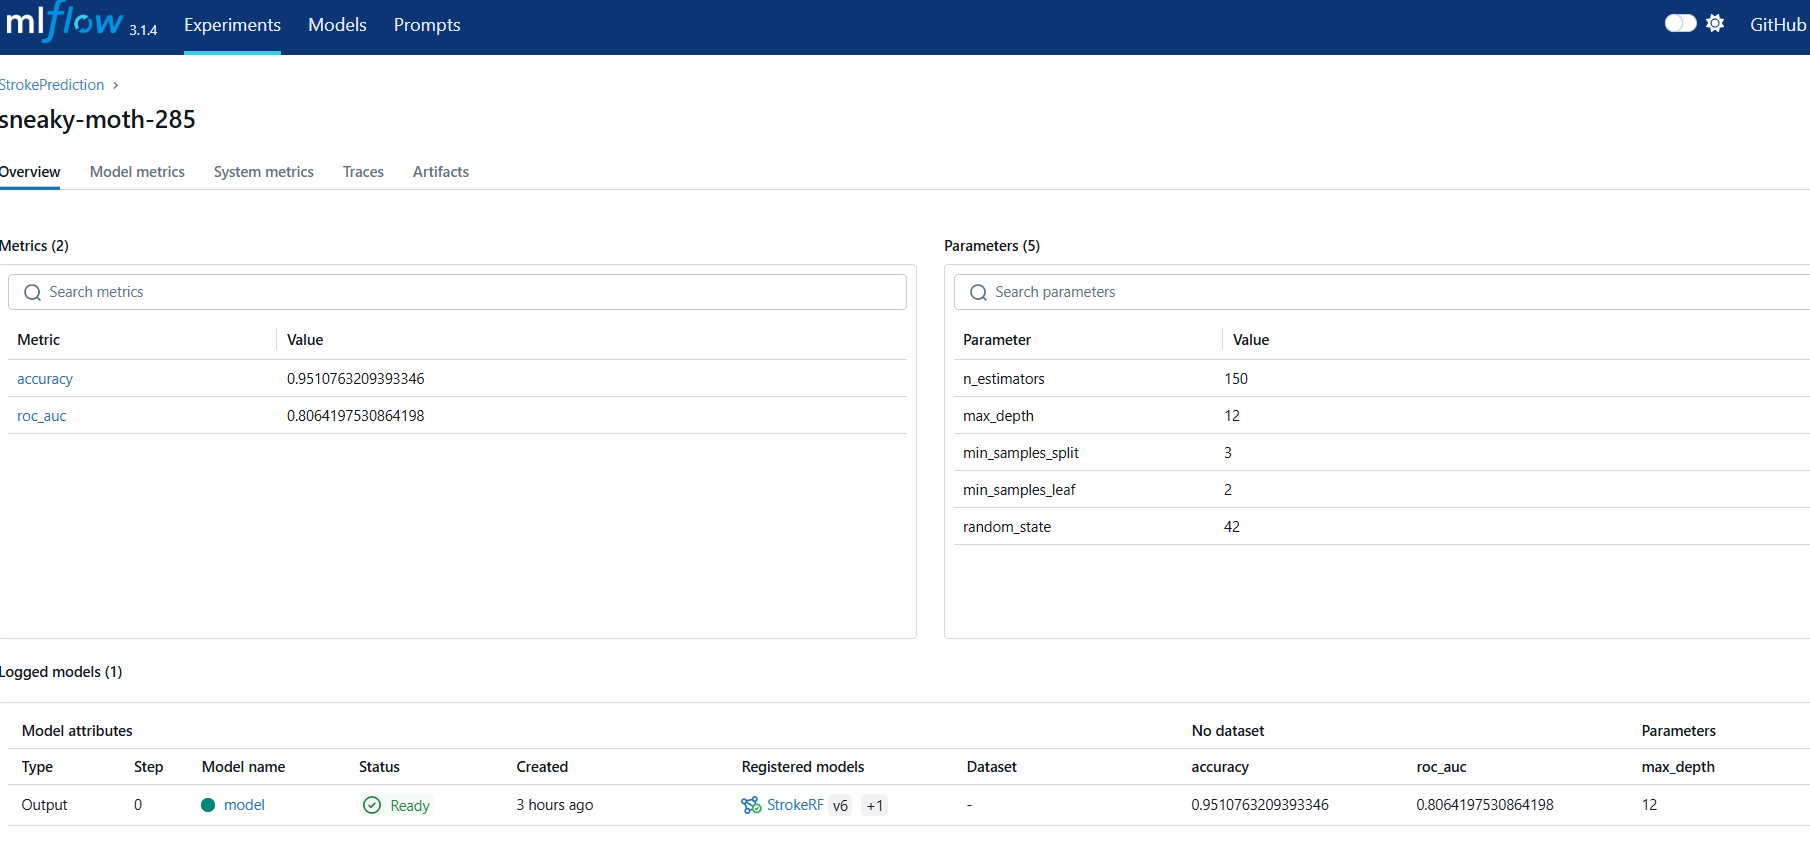 mlflow 3.1.4 Experiments Models Prompts GitHub
StrokePrediction ›
sneaky-moth-285
Overview Model metrics System metrics Traces Artifacts
Metrics (2)
Search metrics
Metric Value
accuracy 0.9510763209393346
roc_auc 0.8064197530864198
Parameters (5)
Search parameters
Parameter Value
n_estimators 150
max_depth 12
min_samples_split 3
min_samples_leaf 2
random_state 42
Logged models (1)
Model attributes No dataset Parameters
Type Step Model name Status Created Registered models Dataset accuracy roc_auc max_depth
Output 0 model Ready 3 hours ago StrokeRF v6 +1 - 0.9510763209393346 0.8064197530864198 12